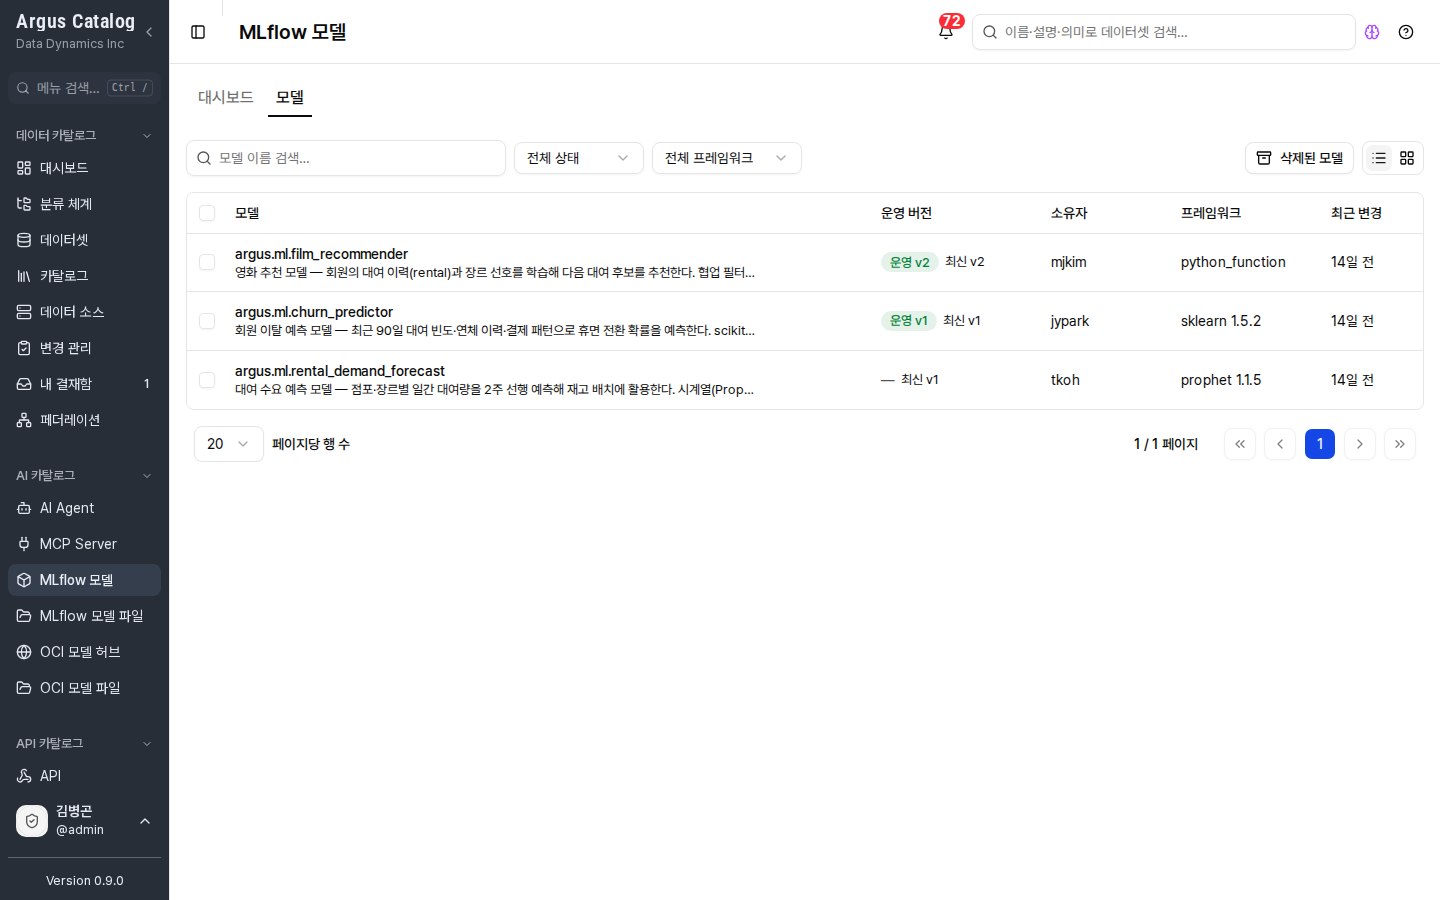 Argus Catalog
Data Dynamics Inc
메뉴 검색... Ctrl /
데이터 카탈로그
대시보드
분류 체계
데이터셋
카탈로그
데이터 소스
변경 관리
내 결재함 1
페더레이션
AI 카탈로그
AI Agent
MCP Server
MLflow 모델
MLflow 모델 파일
OCI 모델 허브
OCI 모델 파일
API 카탈로그
API
김병곤
@admin
Version 0.9.0
MLflow 모델
72
이름·설명·의미로 데이터셋 검색...
대시보드 모델
모델 이름 검색... 전체 상태 전체 프레임워크 삭제된 모델
모델 운영 버전 소유자 프레임워크 최근 변경
argus.ml.film_recommender
영화 추천 모델 — 회원의 대여 이력(rental)과 장르 선호를 학습해 다음 대여 후보를 추천한다. 협업 필터...
운영 v2 최신 v2 mjkim python_function 14일 전
argus.ml.churn_predictor
회원 이탈 예측 모델 — 최근 90일 대여 빈도·연체 이력·결제 패턴으로 휴면 전환 확률을 예측한다. scikit...
운영 v1 최신 v1 jypark sklearn 1.5.2 14일 전
argus.ml.rental_demand_forecast
대여 수요 예측 모델 — 점포·장르별 일간 대여량을 2주 선행 예측해 재고 배치에 활용한다. 시계열(Prop...
— 최신 v1 tkoh prophet 1.1.5 14일 전
20 페이지당 행 수 1 / 1 페이지 1